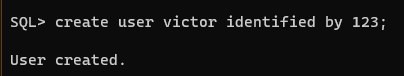 SQL> create user victor identified by 123;
User created.